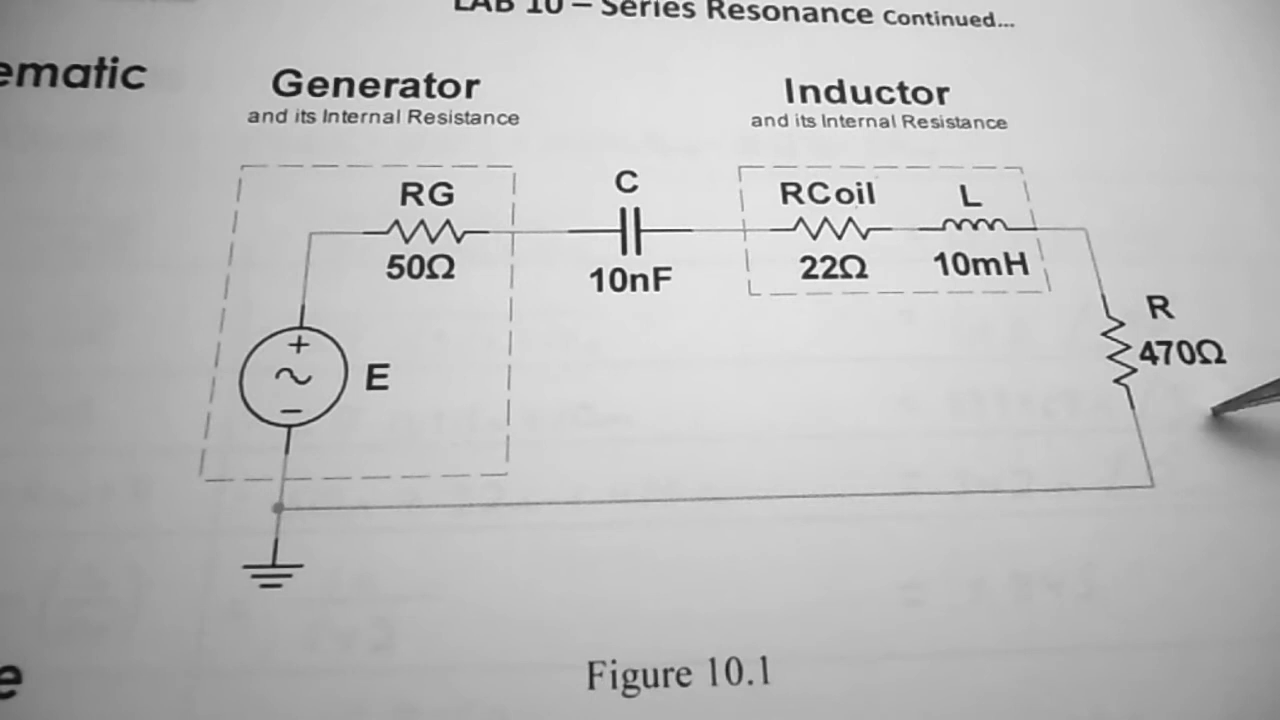 LAB 10 – Series Resonance Continued...
ematic
Generator
and its Internal Resistance
Inductor
and its Internal Resistance
RG
50Ω
C
10nF
RCoil
22Ω
L
10mH
R
470Ω
+
E
−
Figure 10.1
e